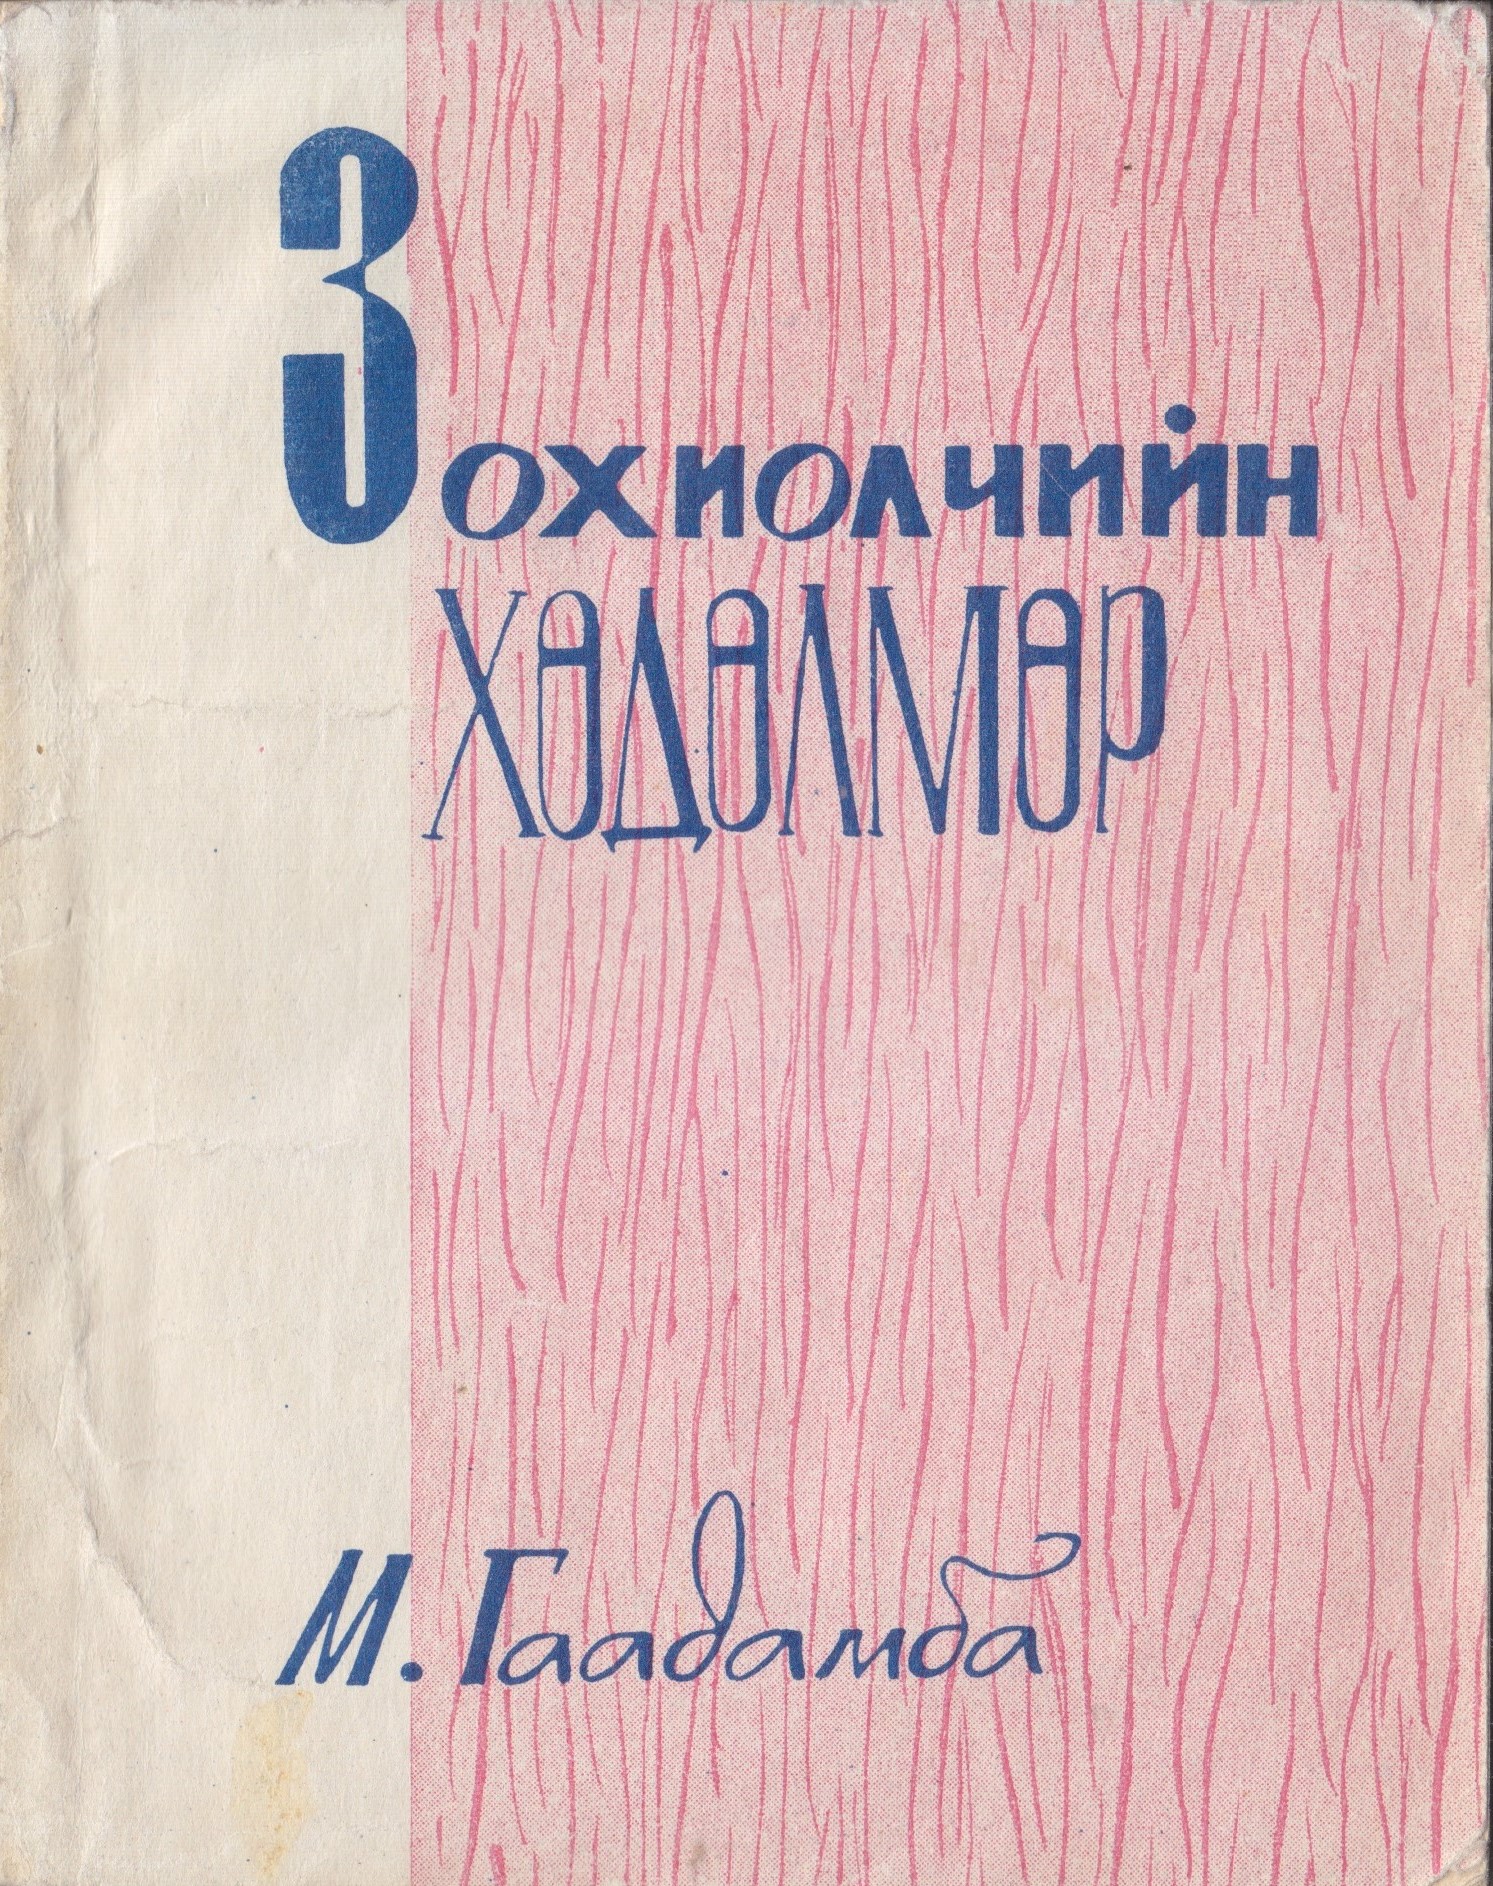 Зохиолчийн
хөдөлмөр
М. Гаадамба